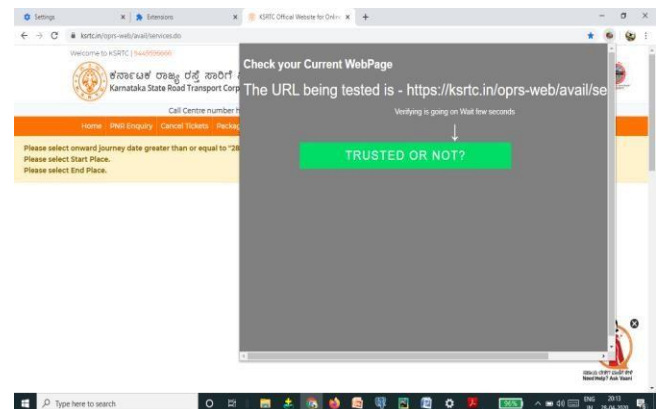 Settings
Extensions
KSRTC Official Website for Onlin
ksrtc.in/oprs-web/avail/services.do
Welcome to KSRTC |
ಕರ್ನಾಟಕ ರಾಜ್ಯ ರಸ್ತೆ ಸಾರಿಗೆ
Karnataka State Road Transport Corp
Call Centre number h
Home PNR Enquiry Cancel Tickets Packag
Please select onward journey date greater than or equal to "28
Please select Start Place.
Please select End Place.
Check your Current WebPage
The URL being tested is - https://ksrtc.in/oprs-web/avail/se
Verifying is going on Wait few seconds
↓
TRUSTED OR NOT?
Need Help? Ask
Type here to search
ENG
IN
20:13